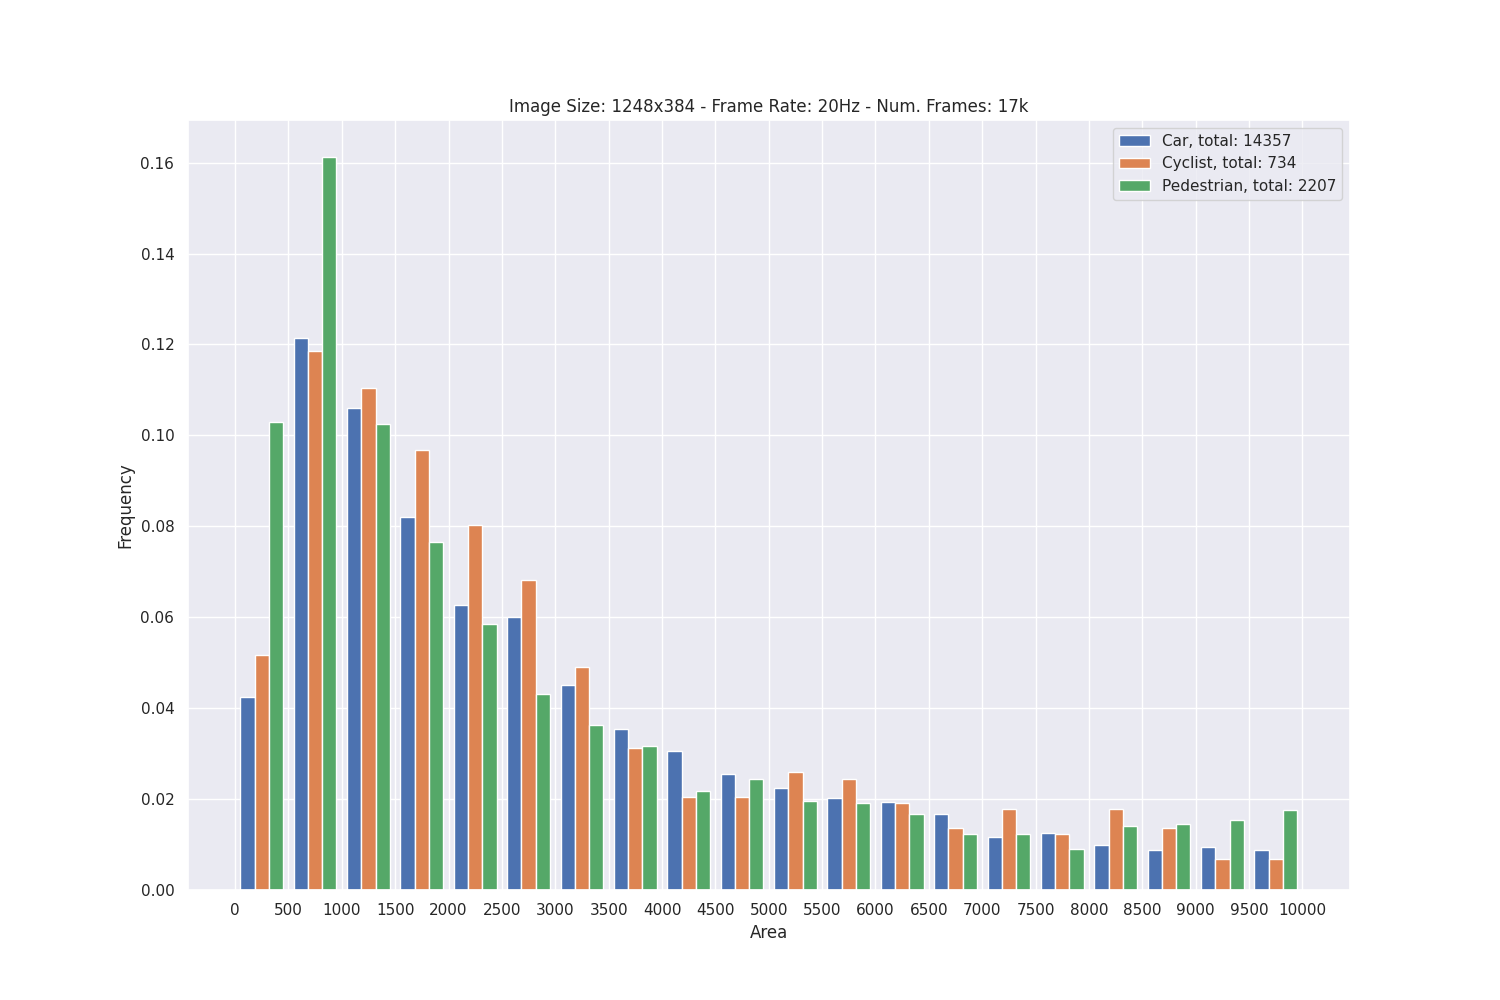 Image Size: 1248x384 - Frame Rate: 20Hz - Num. Frames: 17k
Car, total: 14357
Cyclist, total: 734
Pedestrian, total: 2207
0.16
0.14
0.12
0.10
0.08
0.06
0.04
0.02
0.00
Frequency
0 500 1000 1500 2000 2500 3000 3500 4000 4500 5000 5500 6000 6500 7000 7500 8000 8500 9000 9500 10000
Area